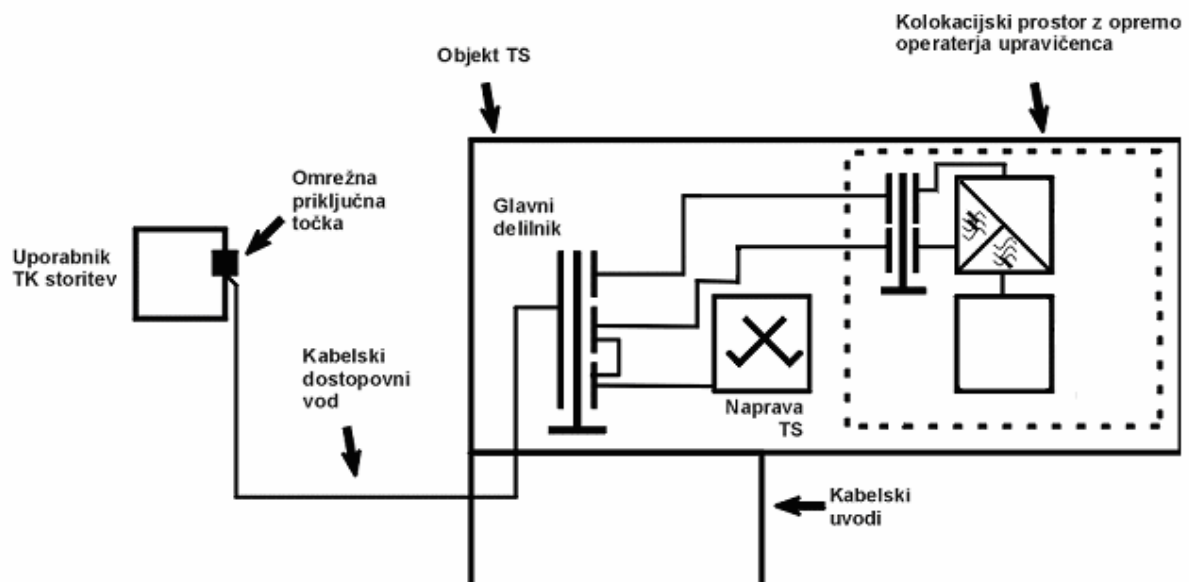 Kolokacijski prostor z opremo
operaterja upravičenca
Objekt TS
Omrežna
priključna
točka
Glavni
delilnik
Uporabnik
TK storitev
Kabelski
dostopovni
vod
Naprava
TS
Kabelski
uvodi